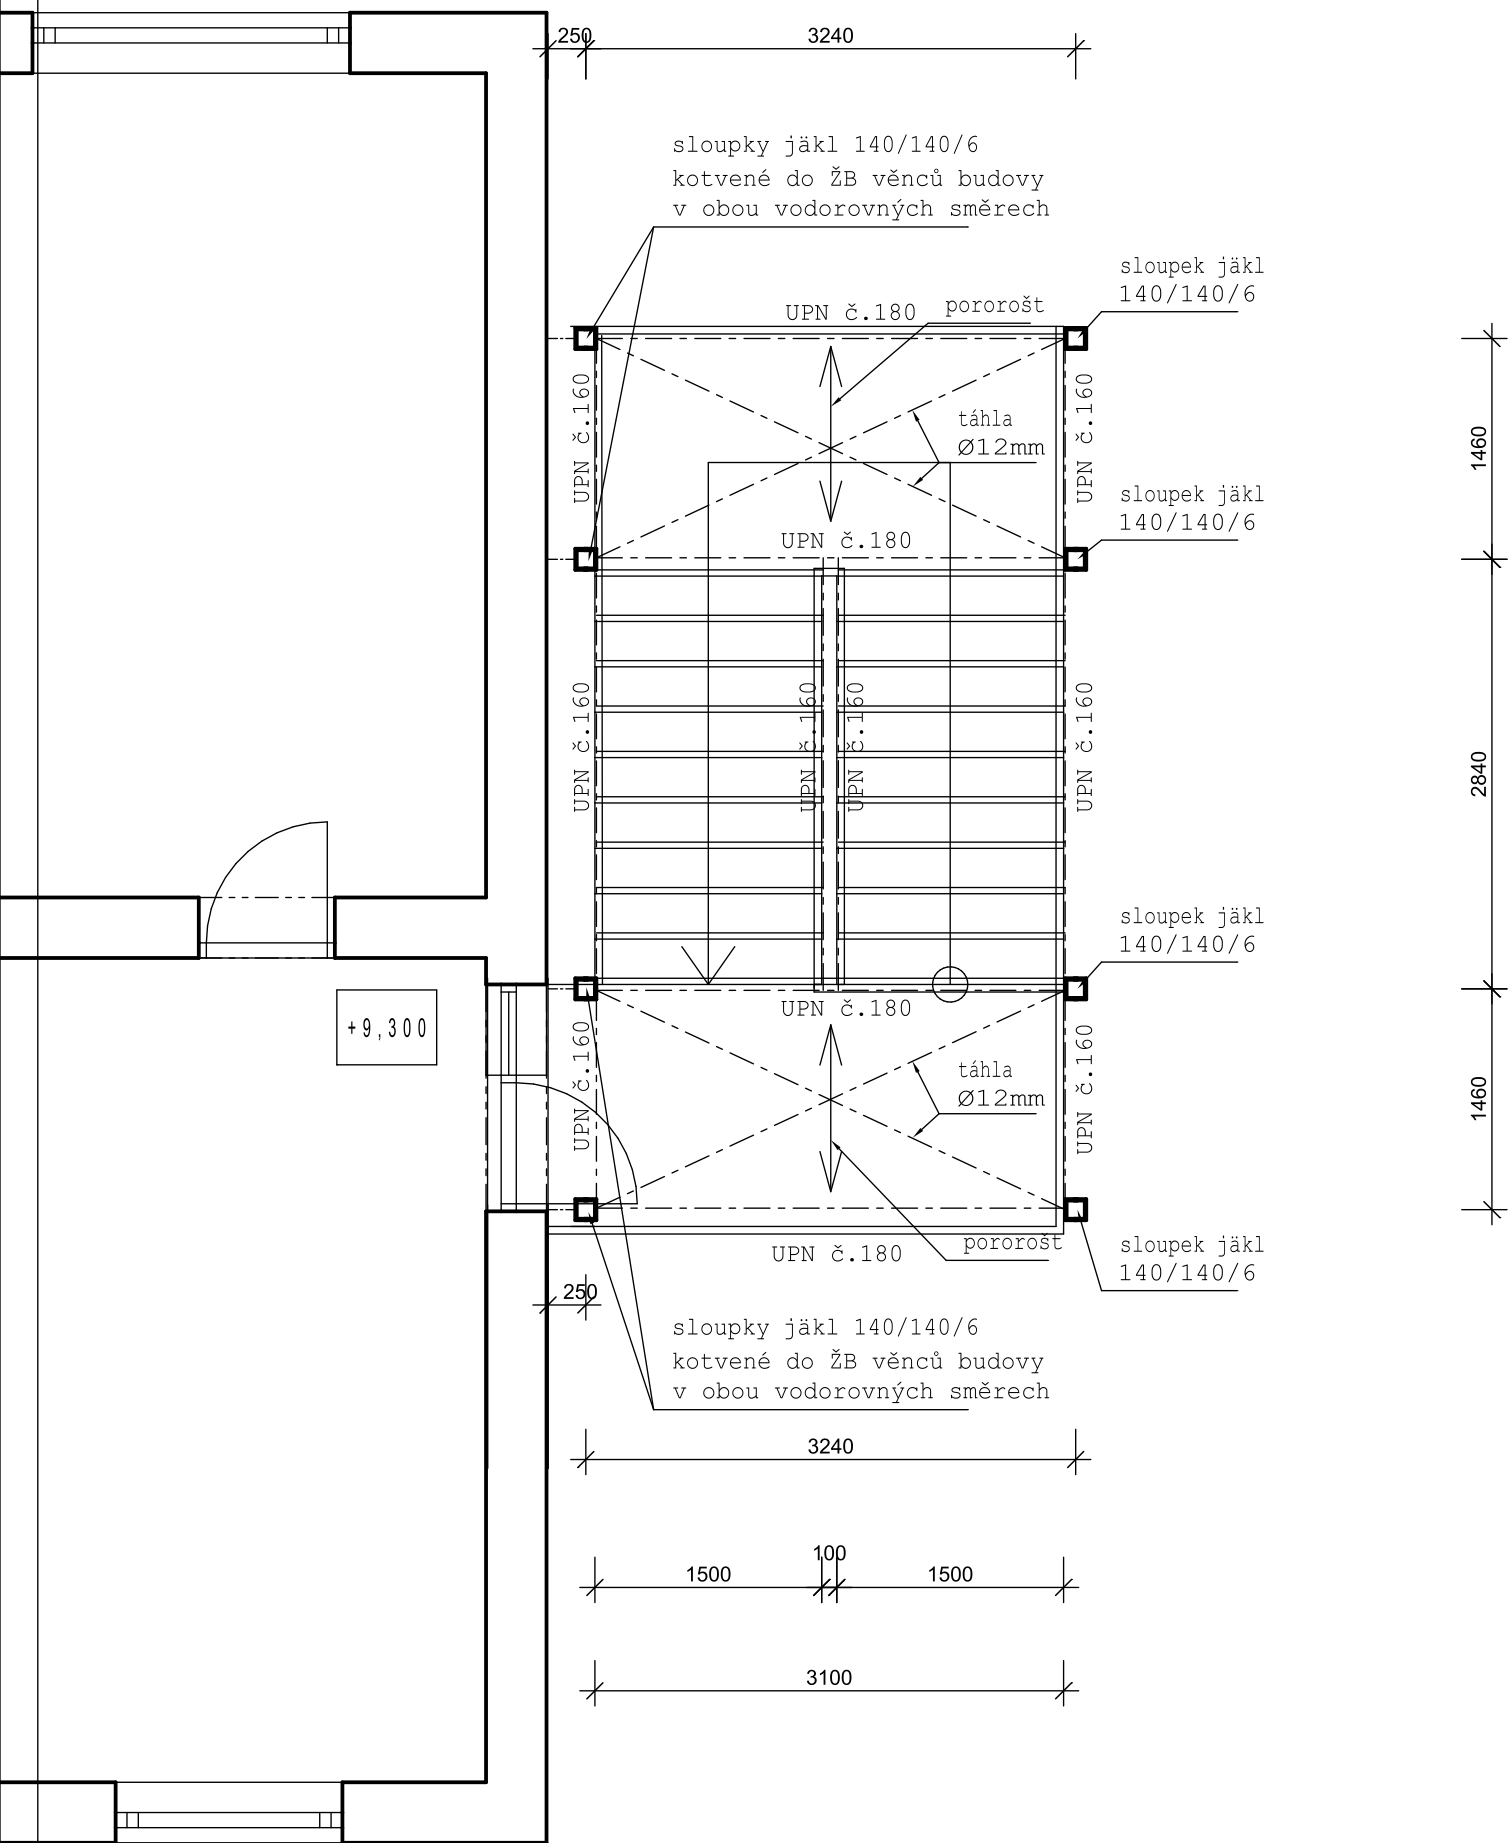 250
3240
sloupky jäkl 140/140/6
kotvené do ŽB věnců budovy
v obou vodorovných směrech
sloupek jäkl
140/140/6
UPN č.180
pororošt
UPN č.160
UPN č.160
táhla
Ø12mm
1460
sloupek jäkl
140/140/6
UPN č.180
UPN č.160
UPN č.160
UPN č.160
UPN č.160
2840
sloupek jäkl
140/140/6
UPN č.180
+9,300
UPN č.160
UPN č.160
táhla
Ø12mm
1460
pororošt
UPN č.180
sloupek jäkl
140/140/6
250
sloupky jäkl 140/140/6
kotvené do ŽB věnců budovy
v obou vodorovných směrech
3240
100
1500
1500
3100